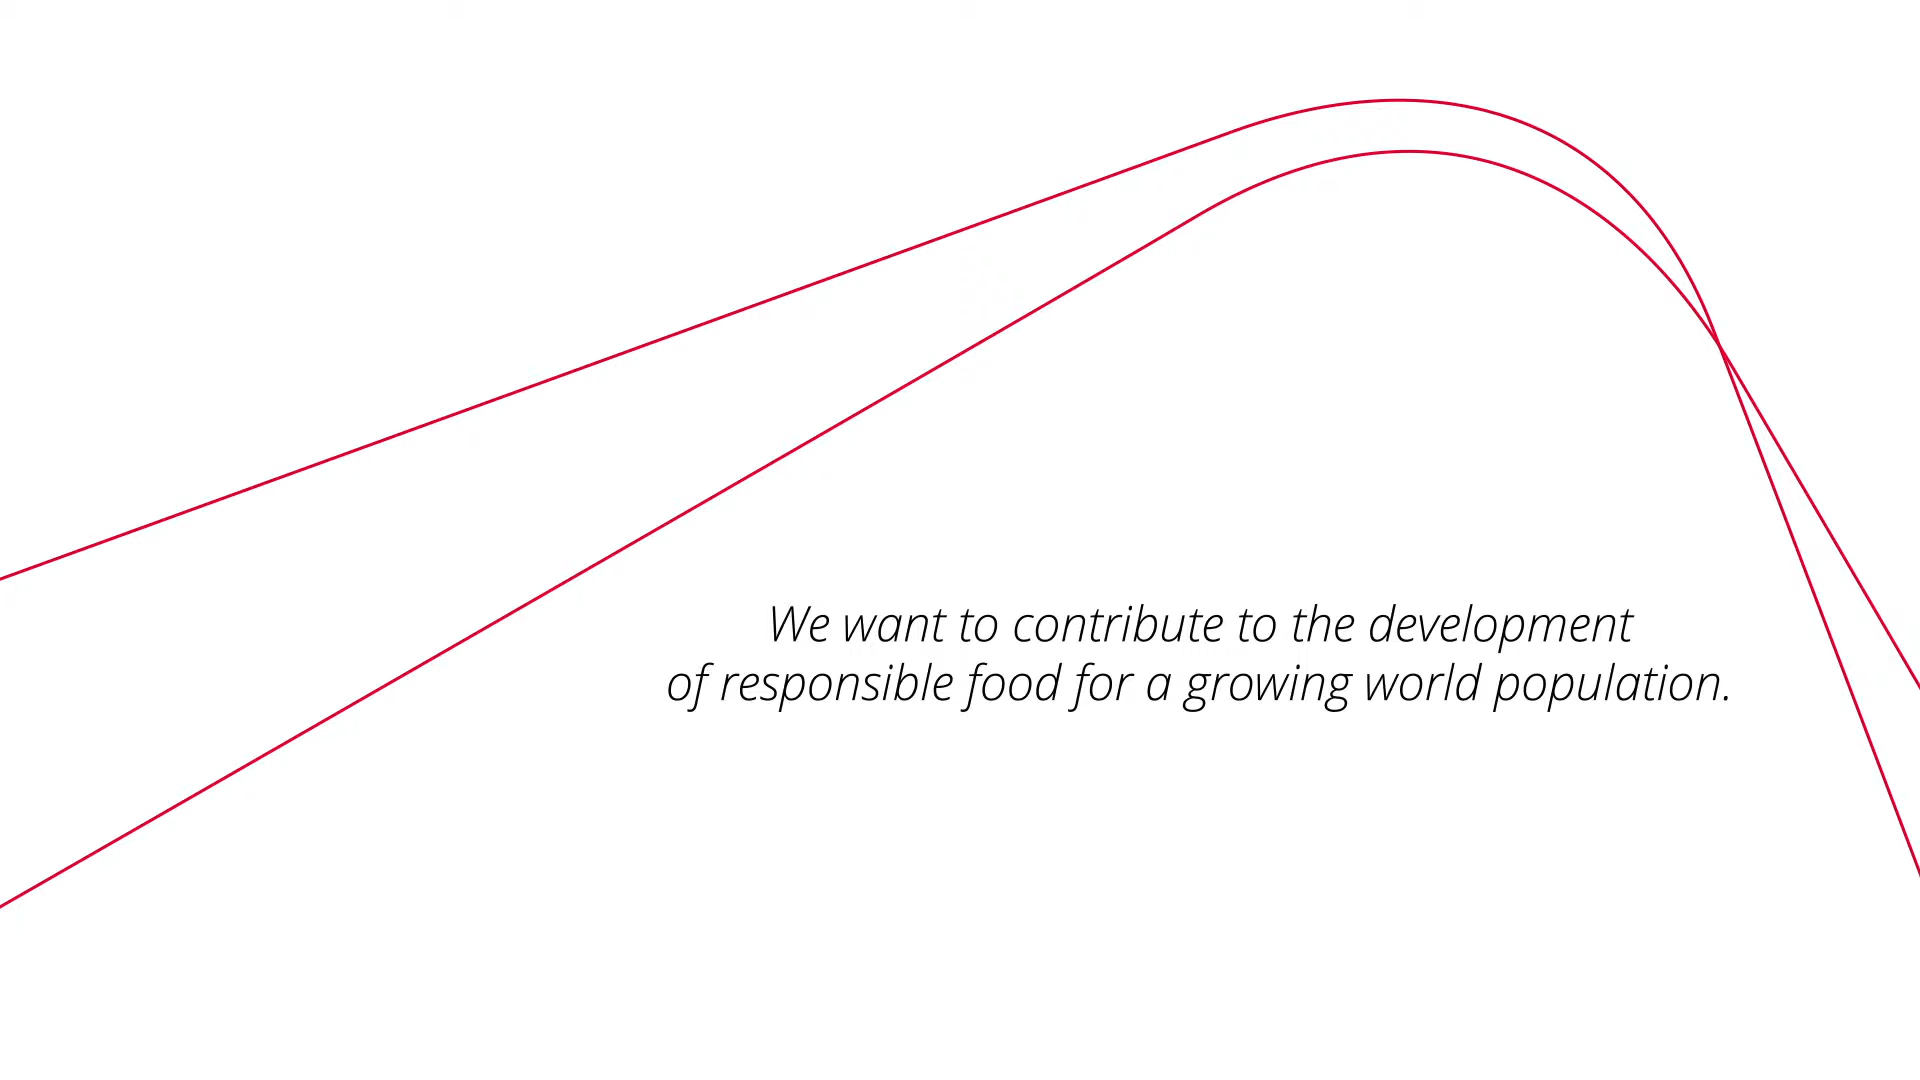 We want to contribute to the development
of responsible food for a growing world population.